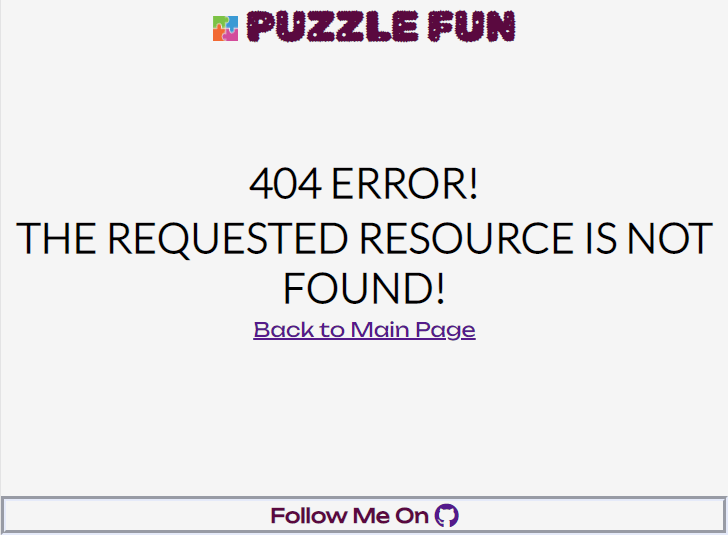 PUZZLE FUN
404 ERROR!
THE REQUESTED RESOURCE IS NOT
FOUND!
Back to Main Page
Follow Me On